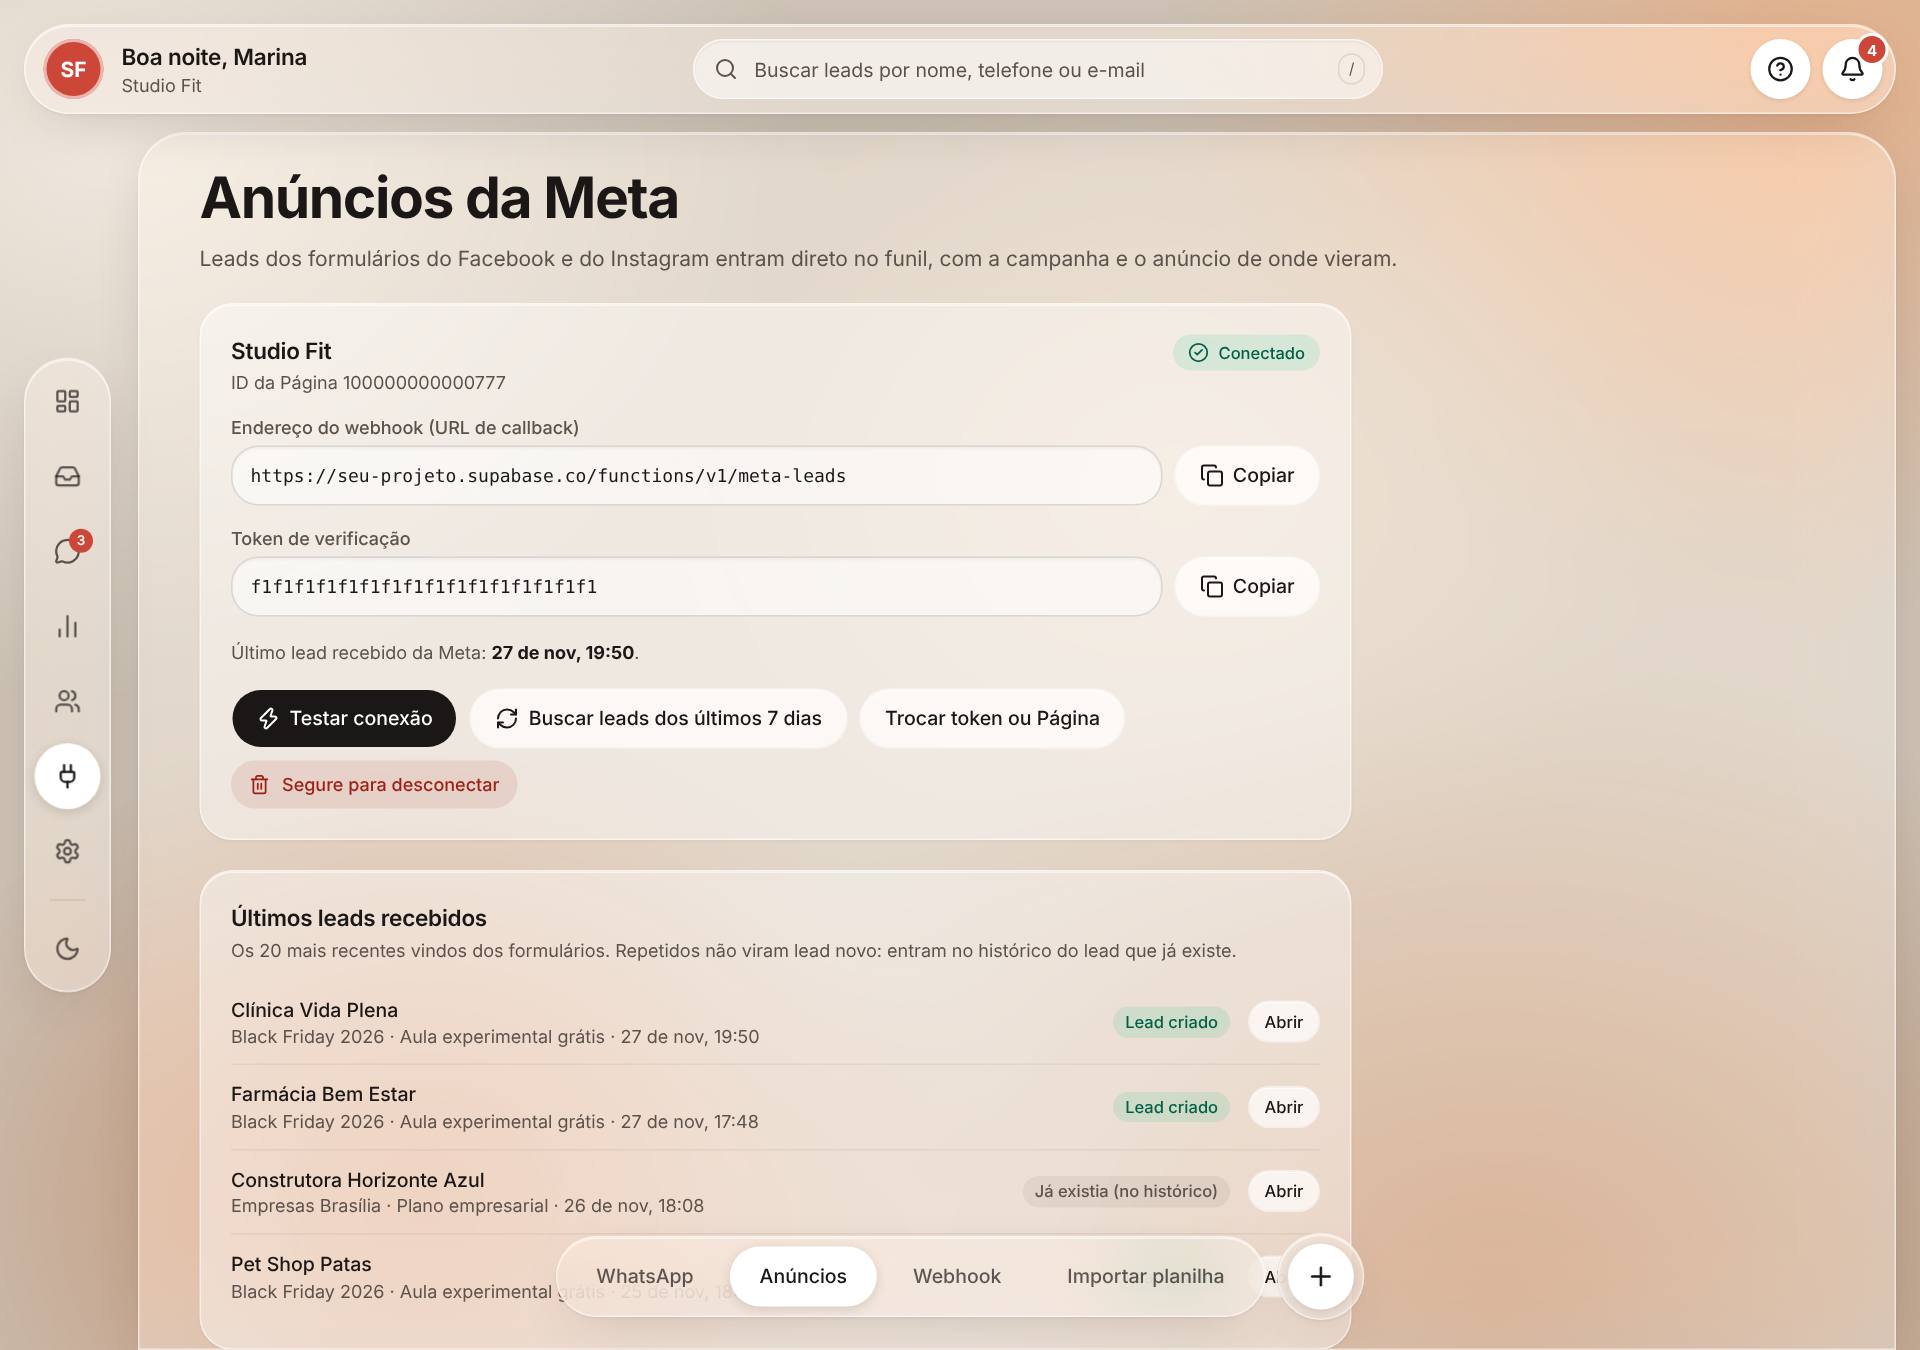 SF
Boa noite, Marina
Studio Fit
Buscar leads por nome, telefone ou e-mail
/
4
Anúncios da Meta
Leads dos formulários do Facebook e do Instagram entram direto no funil, com a campanha e o anúncio de onde vieram.
Studio Fit
Conectado
ID da Página 100000000000777
Endereço do webhook (URL de callback)
https://seu-projeto.supabase.co/functions/v1/meta-leads
Copiar
Token de verificação
f1f1f1f1f1f1f1f1f1f1f1f1f1f1f1f1
Copiar
Último lead recebido da Meta: 27 de nov, 19:50.
Testar conexão
Buscar leads dos últimos 7 dias
Trocar token ou Página
Segure para desconectar
3
Últimos leads recebidos
Os 20 mais recentes vindos dos formulários. Repetidos não viram lead novo: entram no histórico do lead que já existe.
Clínica Vida Plena
Black Friday 2026 · Aula experimental grátis · 27 de nov, 19:50
Lead criado
Abrir
Farmácia Bem Estar
Black Friday 2026 · Aula experimental grátis · 27 de nov, 17:48
Lead criado
Abrir
Construtora Horizonte Azul
Empresas Brasília · Plano empresarial · 26 de nov, 18:08
Já existia (no histórico)
Abrir
Pet Shop Patas
Black Friday 2026 · Aula experimental grátis · 25 de nov,
WhatsApp
Anúncios
Webhook
Importar planilha